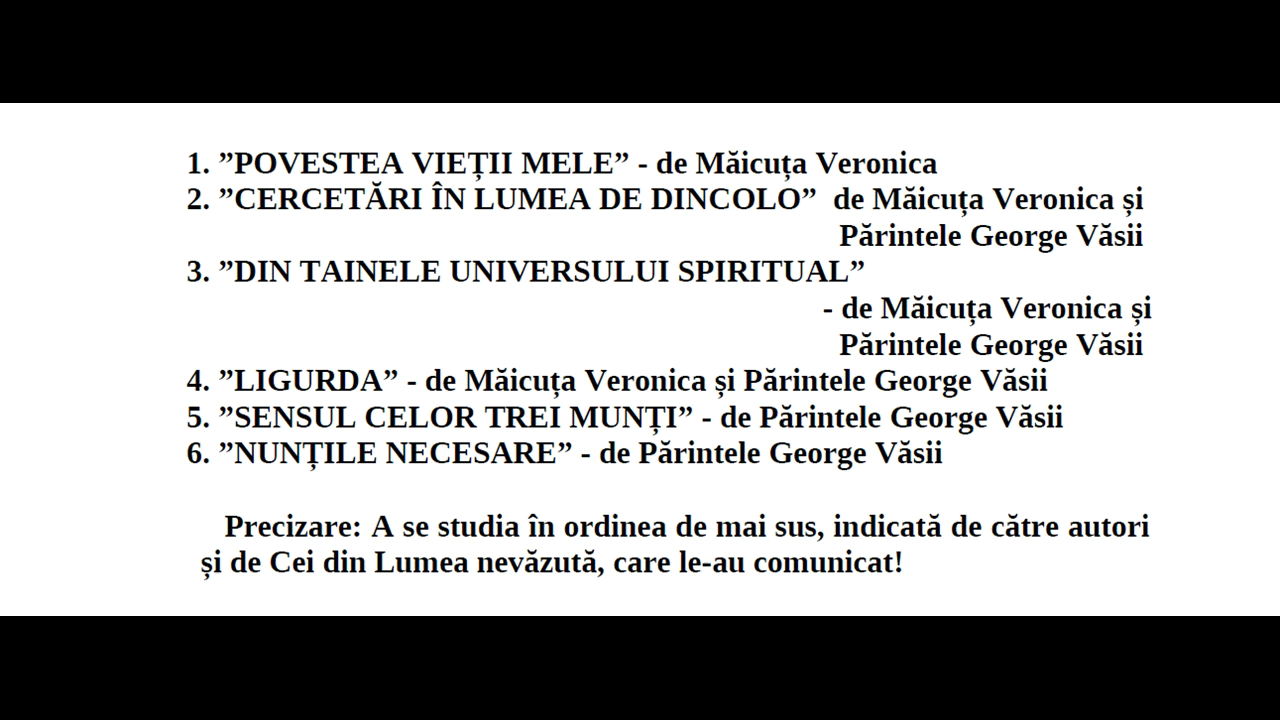 1. ”POVESTEA VIEȚII MELE” - de Măicuța Veronica
2. ”CERCETĂRI ÎN LUMEA DE DINCOLO”  de Măicuța Veronica și
Părintele George Văsii
3. ”DIN TAINELE UNIVERSULUI SPIRITUAL”
- de Măicuța Veronica și
Părintele George Văsii
4. ”LIGURDA” - de Măicuța Veronica și Părintele George Văsii
5. ”SENSUL CELOR TREI MUNȚI” - de Părintele George Văsii
6. ”NUNȚILE NECESARE” - de Părintele George Văsii
Precizare: A se studia în ordinea de mai sus, indicată de către autori
și de Cei din Lumea nevăzută, care le-au comunicat!